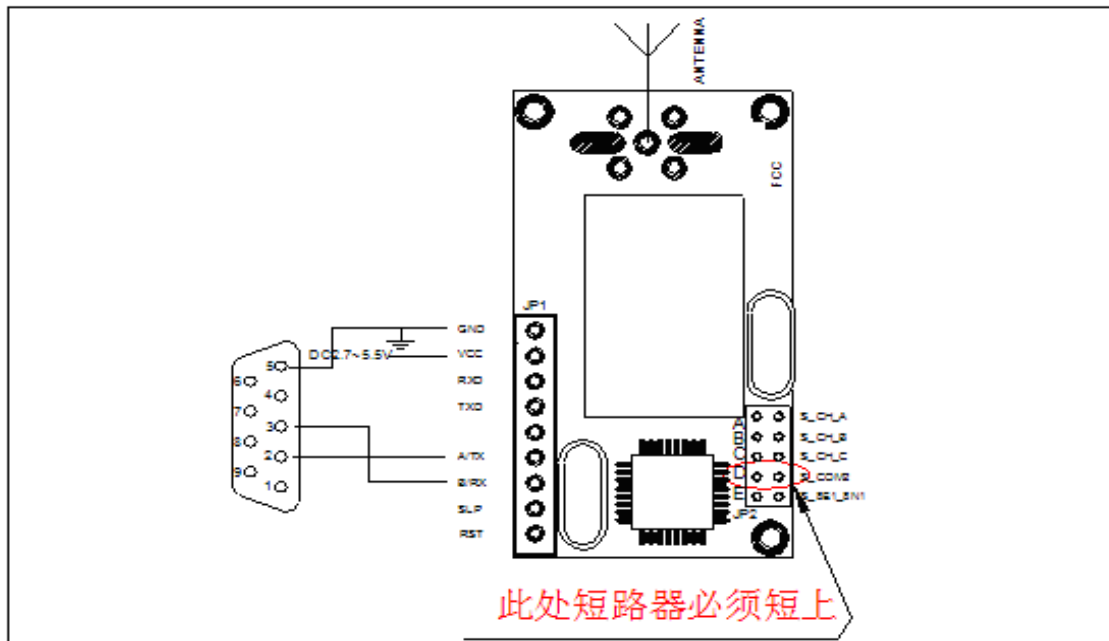 ANTENNA
FCC
JP1
GND
DC2.7~5.5V
VCC
RXD
TXD
A/TX
B/RX
SLP
RST
5
4
3
2
1
6
7
8
9
A
B
C
D
E
S_CH_A
S_CH_B
S_CH_C
S_COM2
JP2
此处短路器必须短上